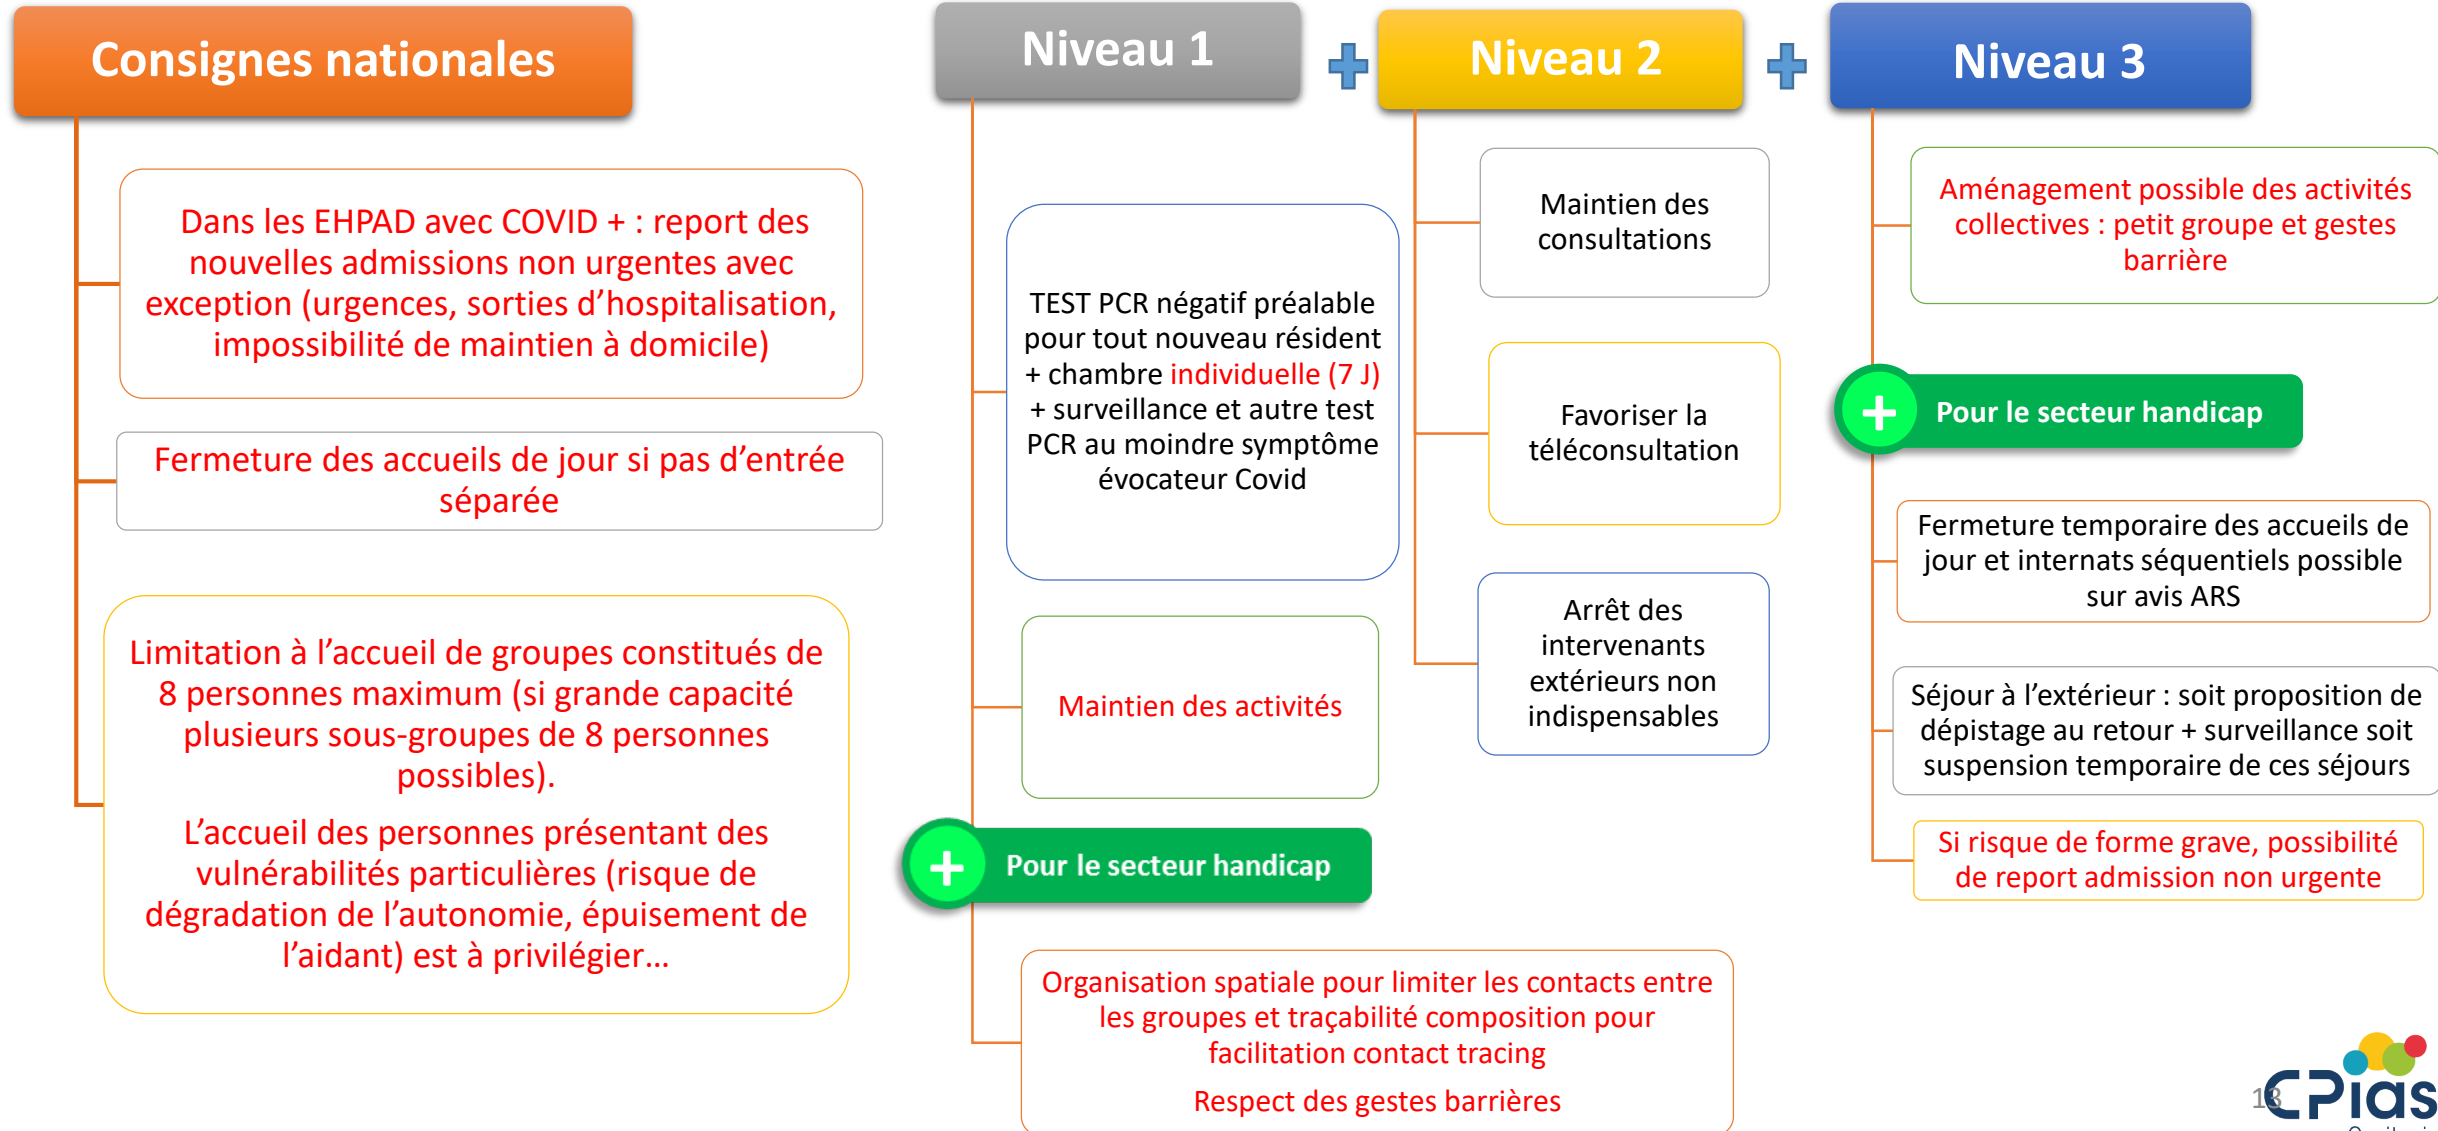 Consignes nationales
Dans les EHPAD avec COVID + : report des
nouvelles admissions non urgentes avec
exception (urgences, sorties d’hospitalisation,
impossibilité de maintien à domicile)
Fermeture des accueils de jour si pas d’entrée
séparée
Limitation à l’accueil de groupes constitués de
8 personnes maximum (si grande capacité
plusieurs sous-groupes de 8 personnes
possibles).
L’accueil des personnes présentant des
vulnérabilités particulières (risque de
dégradation de l’autonomie, épuisement de
l’aidant) est à privilégier…
Niveau 1
TEST PCR négatif préalable
pour tout nouveau résident
+ chambre individuelle (7 J)
+ surveillance et autre test
PCR au moindre symptôme
évocateur Covid
Maintien des activités
+ Pour le secteur handicap
Organisation spatiale pour limiter les contacts entre
les groupes et traçabilité composition pour
facilitation contact tracing
Respect des gestes barrières
Niveau 2
Maintien des
consultations
Favoriser la
téléconsultation
Arrêt des
intervenants
extérieurs non
indispensables
Niveau 3
Aménagement possible des activités
collectives : petit groupe et gestes
barrière
+ Pour le secteur handicap
Fermeture temporaire des accueils de
jour et internats séquentiels possible
sur avis ARS
Séjour à l’extérieur : soit proposition de
dépistage au retour + surveillance soit
suspension temporaire de ces séjours
Si risque de forme grave, possibilité
de report admission non urgente
13
CPias